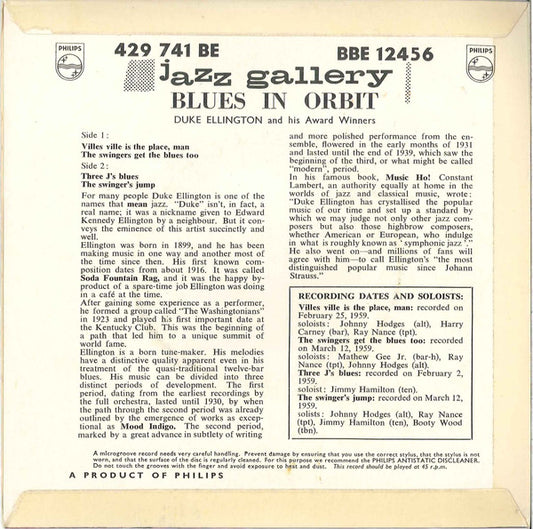 PHILIPS
429 741 BE
BBE 12456
PHILIPS
jazz gallery
BLUES IN ORBIT
DUKE ELLINGTON and his Award Winners
Side 1 :
Villes ville is the place, man
The swingers get the blues too
Side 2 :
Three J's blues
The swinger's jump
For many people Duke Ellington is one of the names
that mean jazz. "Duke" isn't, in fact, a
real name; it was a nickname given to Edward
Kennedy Ellington by a neighbour. But it con-
veys the eminence of this artist succinctly and
well.
Ellington was born in 1899, and he has been
making music in one way and another most of
the time since then. His first known com-
position dates from about 1916. It was called
Soda Fountain Rag, and it was the happy by-
product of a spare-time job Ellington was doing
in a café at the time.
After gaining some experience as a performer,
he formed a group called "The Washingtonians"
in 1923 and played his first important date at
the Kentucky Club. This was the beginning of
a path that led him to a unique summit of
world fame.
Ellington is a born tune-maker. His melodies
have a distinctive quality apparent even in his
treatment of the quasi-traditional twelve-bar
blues. His music can be divided into three
distinct periods of development. The first
period, dating from the earliest recordings by
the full orchestra, lasted until 1930, by when
the path through the second period was already
outlined by the emergence of works as excep-
tional as Mood Indigo. The second period,
marked by a great advance in subtlety of writing
and more polished performance from the en-
semble, flowered in the early months of 1931
and lasted until the end of 1939, which saw the
beginning of the third, or what might be called
"modern", period.
In his famous book, Music Ho! Constant
Lambert, an authority equally at home in the
worlds of jazz and classical music, wrote:
"Duke Ellington has crystallised the popular
music of our time and set up a standard by
which we may judge not only other jazz com-
posers but also those highbrow composers,
whether American or European, who indulge
in what is roughly known as 'symphonic jazz'."
He also went on—and millions of fans will
agree with him—to call Ellington's "the most
distinguished popular music since Johann
Strauss."
RECORDING DATES AND SOLOISTS:
Villes ville is the place, man: recorded on
February 25, 1959.
soloists: Johnny Hodges (alt), Harry
Carney (bar), Ray Nance (tpt).
The swingers get the blues too: recorded
on March 12, 1959.
soloists: Mathew Gee Jr. (bar-h), Ray
Nance (tpt), Johnny Hodges (alt).
Three J's blues: recorded on February 2,
1959.
soloist: Jimmy Hamilton (ten).
The swinger's jump: recorded on March 12,
1959.
soloists: Johnny Hodges (alt), Ray Nance
(tpt), Jimmy Hamilton (ten), Booty Wood
(tbn).
A microgroove record needs very careful handling. Prevent damage by ensuring that you use the correct stylus, that the stylus is not
worn, and that the surface of the disc is regularly cleaned. For this purpose we recommend the PHILIPS ANTISTATIC DISCLEANER.
Do not touch the grooves with the finger and avoid exposure to heat and dust. This record should be played at 45 r.p.m.
A PRODUCT OF PHILIPS